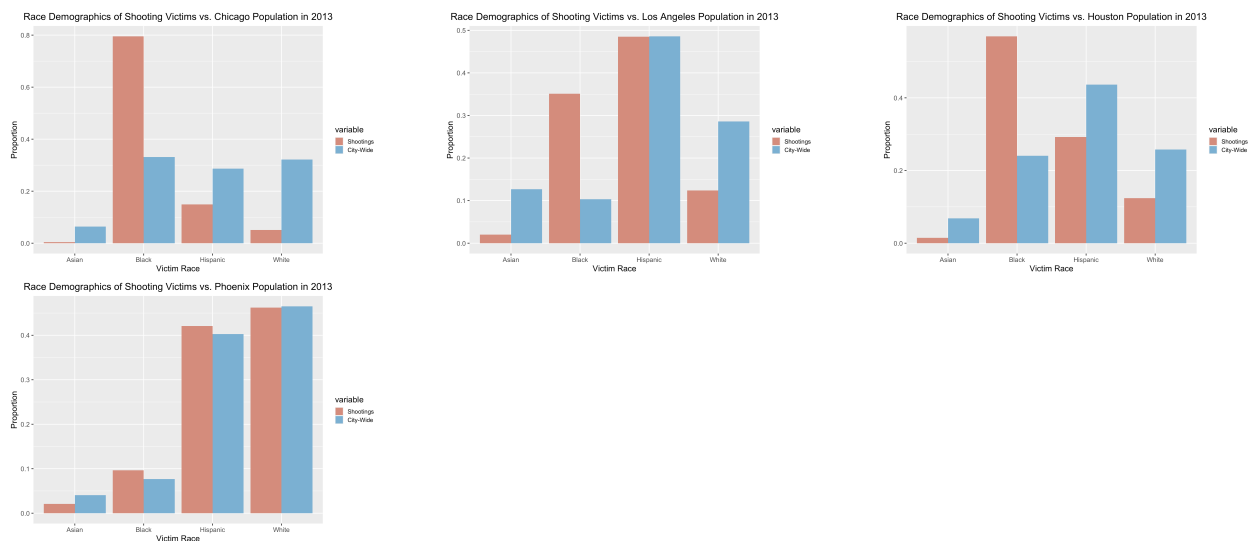 Race Demographics of Shooting Victims vs. Chicago Population in 2013
0.8
0.6
0.4
0.2
0.0
Proportion
Asian
Black
Hispanic
White
Victim Race
variable
Shootings
City-Wide
Race Demographics of Shooting Victims vs. Los Angeles Population in 2013
0.5
0.4
0.3
0.2
0.1
0.0
Proportion
Asian
Black
Hispanic
White
Victim Race
variable
Shootings
City-Wide
Race Demographics of Shooting Victims vs. Houston Population in 2013
0.4
0.2
0.0
Proportion
Asian
Black
Hispanic
White
Victim Race
variable
Shootings
City-Wide
Race Demographics of Shooting Victims vs. Phoenix Population in 2013
0.4
0.3
0.2
0.1
0.0
Proportion
Asian
Black
Hispanic
White
Victim Race
variable
Shootings
City-Wide